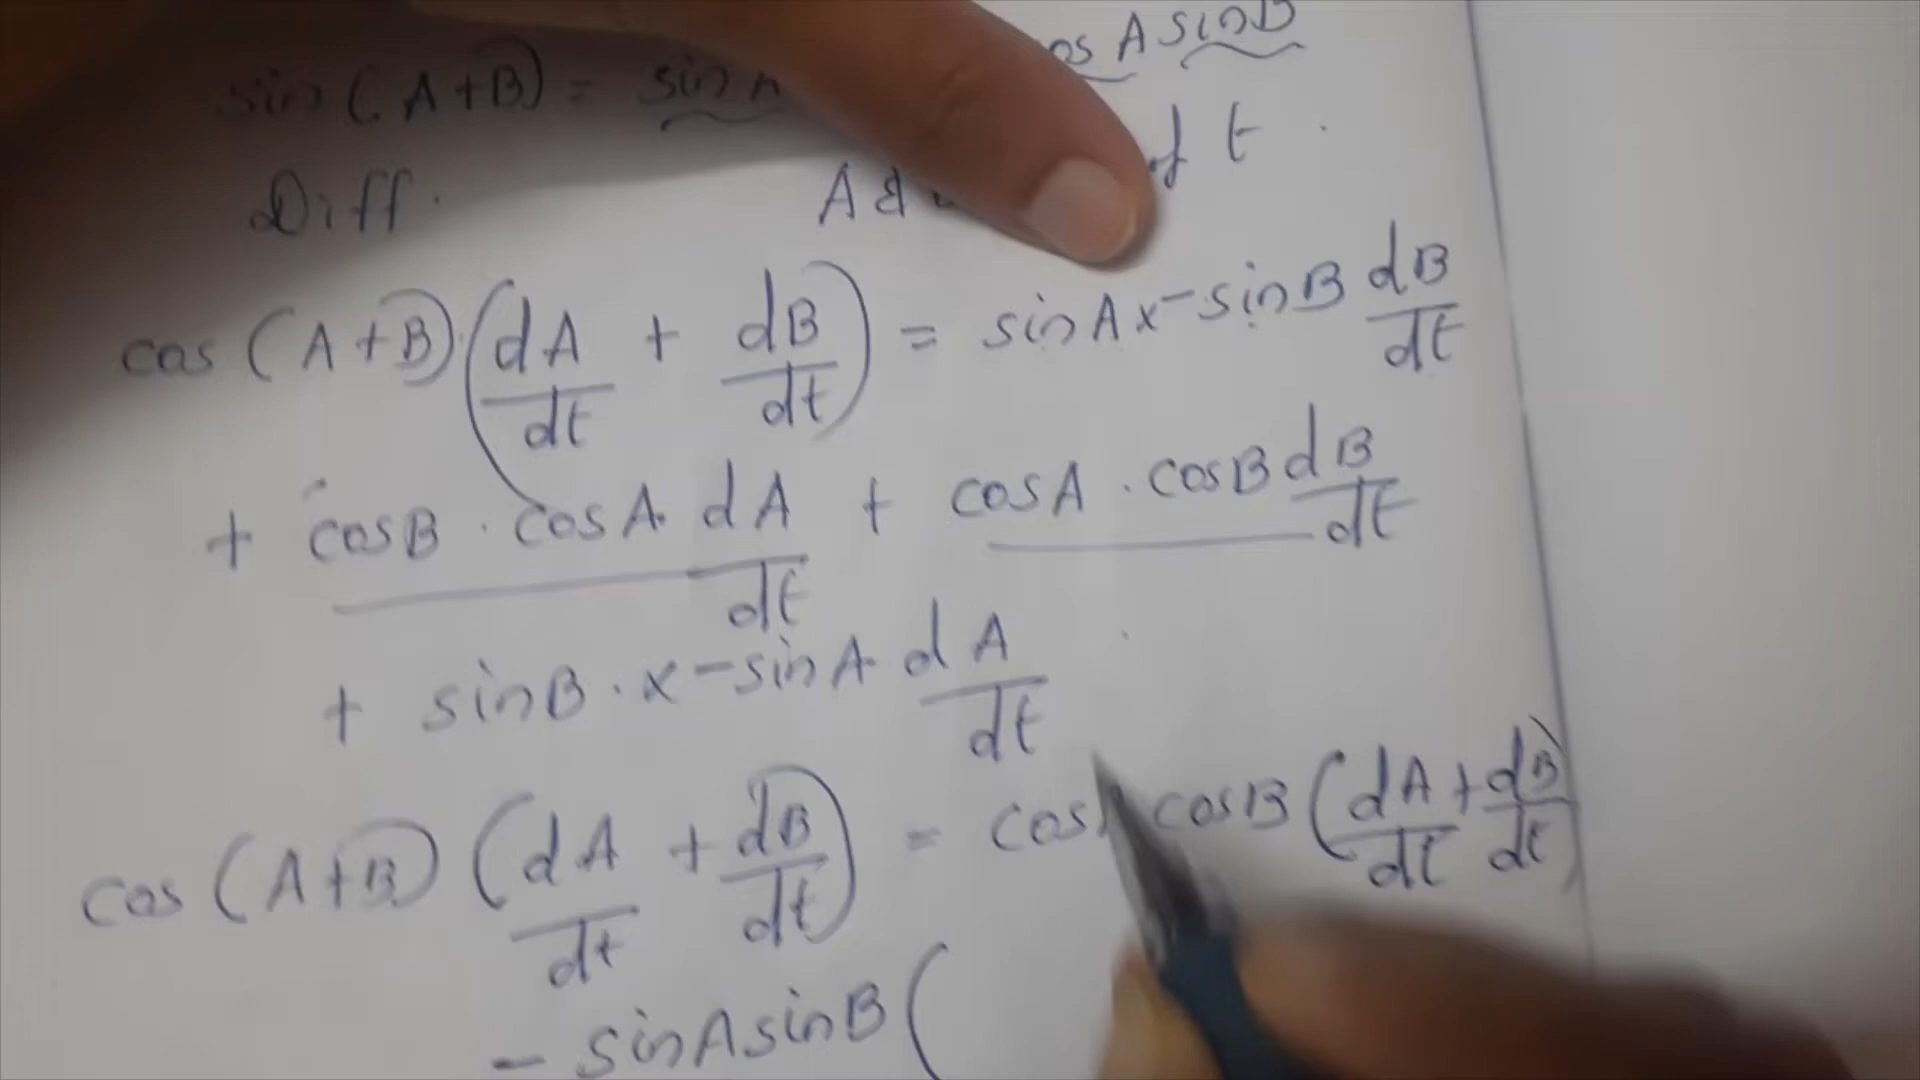 sin (A+B) = sin A os A sinB
Diff. A & of t .
cos (A+B) (dA/dt + dB/dt) = sin A x - sin B dB/dt
+ cos B . cos A . dA/dt + cos A . cos B dB/dt
+ sin B . x - sin A . dA/dt
cos (A+B) (dA/dt + dB/dt) = cos cos B (dA/dt + dB/dt)
- sin A sin B (